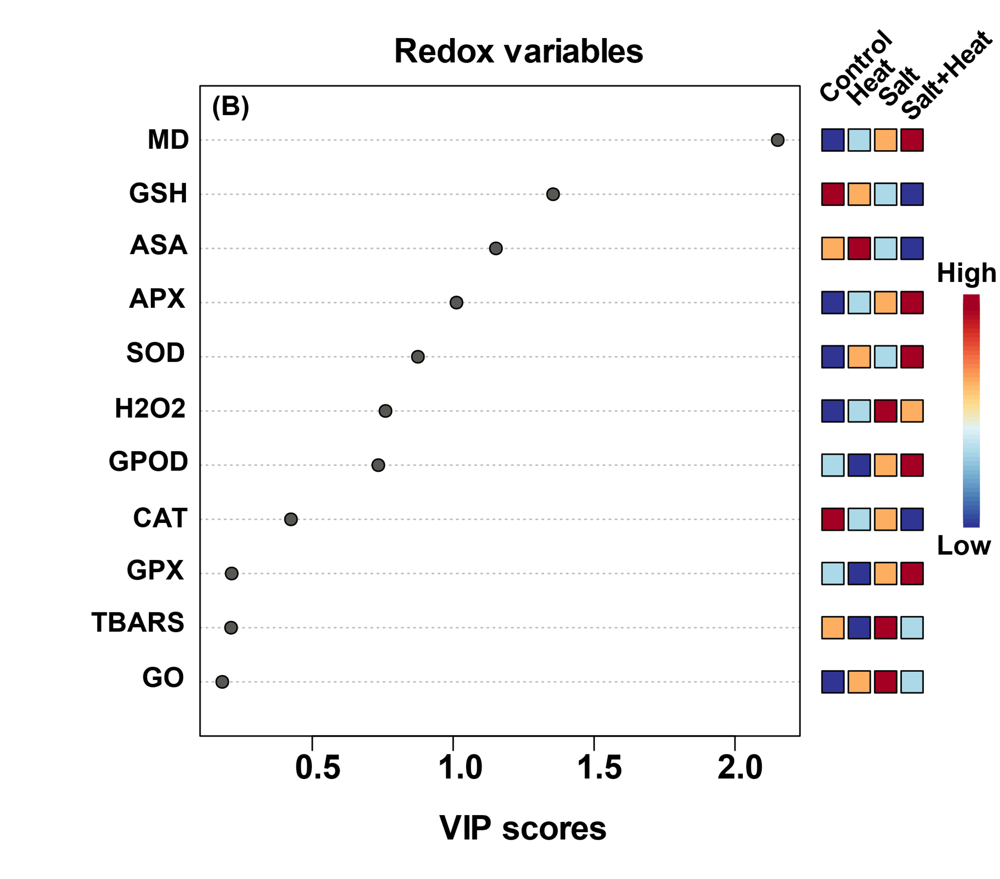 Redox variables
Control
Heat
Salt
Salt+Heat
(B)
MD
GSH
ASA
APX
SOD
H2O2
GPOD
CAT
GPX
TBARS
GO
High
Low
0.5 1.0 1.5 2.0
VIP scores